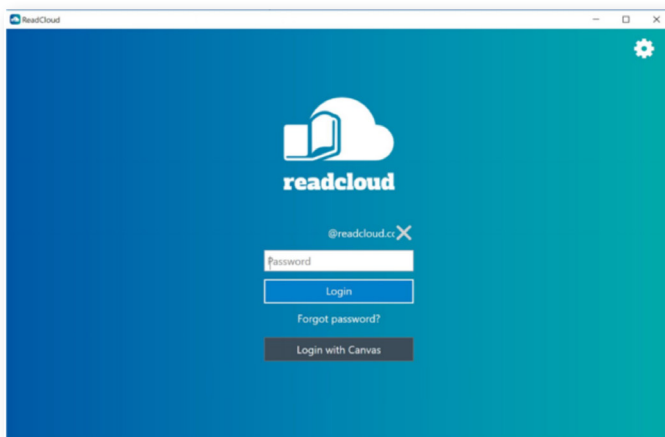 ReadCloud
readcloud
@readcloud.cc
Password
Login
Forgot password?
Login with Canvas